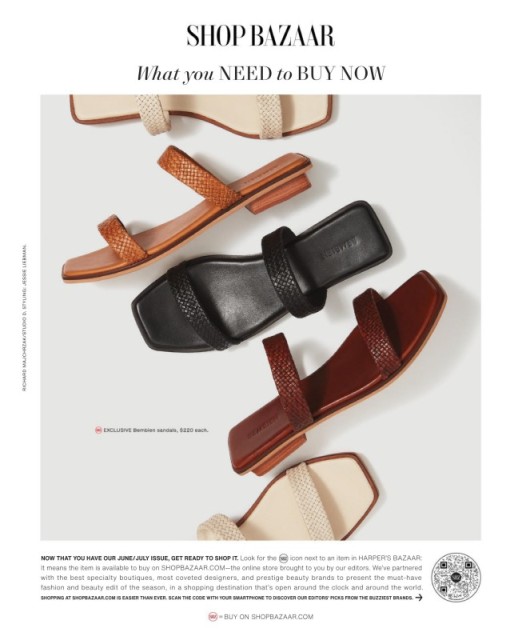 SHOP BAZAAR
What you NEED to BUY NOW
RICHARD MAJCHRZAK/STUDIO D. STYLING: JESSIE LIEBMAN.
EXCLUSIVE Bembien sandals, $220 each.
NOW THAT YOU HAVE OUR JUNE/JULY ISSUE, GET READY TO SHOP IT. Look for the icon next to an item in HARPER'S BAZAAR;
it means the item is available to buy on SHOPBAZAAR.COM—the online store brought to you by our editors. We've partnered
with the best specialty boutiques, most coveted designers, and prestige beauty brands to present the must-have
fashion and beauty edit of the season, in a shopping destination that's open around the clock and around the world.
SHOPPING AT SHOPBAZAAR.COM IS EASIER THAN EVER. SCAN THE CODE WITH YOUR SMARTPHONE TO DISCOVER OUR EDITORS' PICKS FROM THE BUZZIEST BRANDS.
= BUY ON SHOPBAZAAR.COM